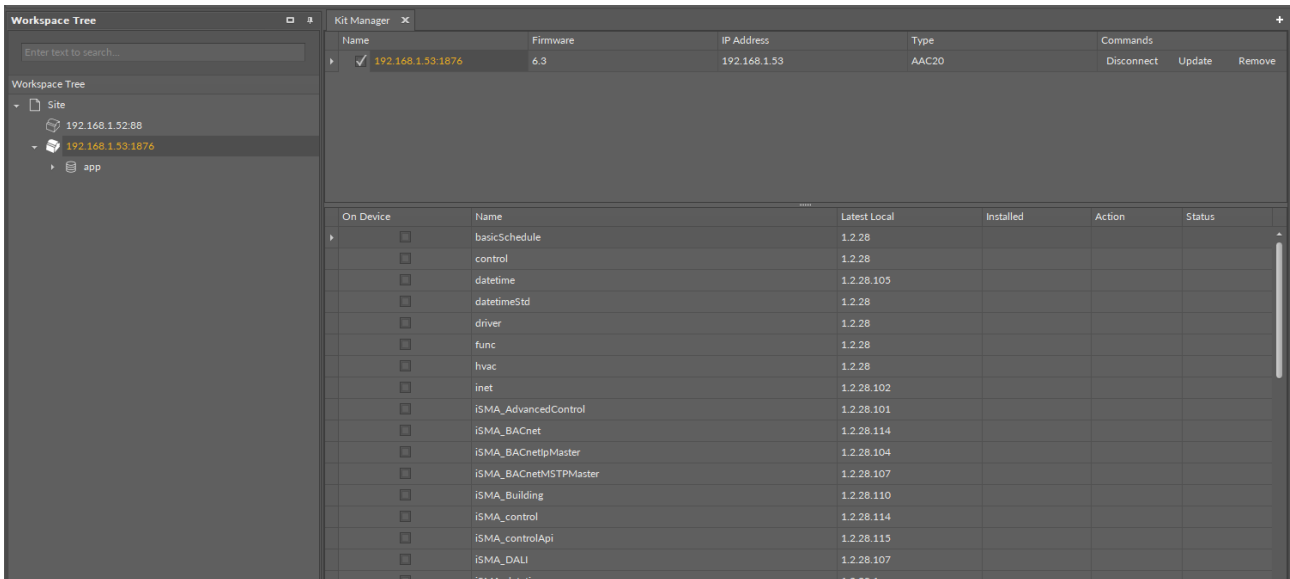 Workspace Tree
Enter text to search...
Workspace Tree
Site
192.168.1.52:88
192.168.1.53:1876
app
Kit Manager
Name Firmware IP Address Type Commands
192.168.1.53:1876 6.3 192.168.1.53 AAC20 Disconnect Update Remove
On Device Name Latest Local Installed Action Status
basicSchedule 1.2.28
control 1.2.28
datetime 1.2.28.105
datetimeStd 1.2.28
driver 1.2.28
func 1.2.28
hvac 1.2.28
inet 1.2.28.102
iSMA_AdvancedControl 1.2.28.101
iSMA_BACnet 1.2.28.114
iSMA_BACnetIpMaster 1.2.28.104
iSMA_BACnetMSTPMaster 1.2.28.107
iSMA_Building 1.2.28.110
iSMA_control 1.2.28.114
iSMA_controlApi 1.2.28.115
iSMA_DALI 1.2.28.107